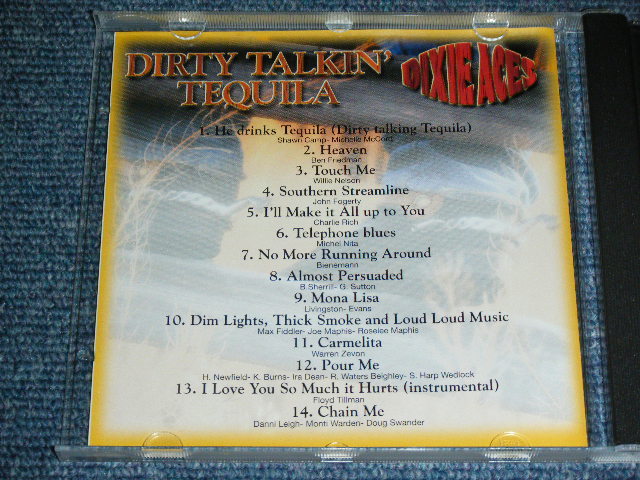 DIRTY TALKIN'
TEQUILA
DIXIE ACES
1. He drinks Tequila (Dirty talking Tequila)
Shawn Camp- Michelle McCord
2. Heaven
Ben Friedman
3. Touch Me
Willie Nelson
4. Southern Streamline
John Fogerty
5. I'll Make it All up to You
Charlie Rich
6. Telephone blues
Michel Nita
7. No More Running Around
Bienemann
8. Almost Persuaded
B.Sherrill- G. Sutton
9. Mona Lisa
Livingston- Evans
10. Dim Lights, Thick Smoke and Loud Loud Music
Max Fiddler- Joe Maphis- Roselee Maphis
11. Carmelita
Warren Zevon
12. Pour Me
H. Newfield- K. Burns- Ira Dean- R. Waters Beighley- S. Harp Wedlock
13. I Love You So Much it Hurts (instrumental)
Floyd Tillman
14. Chain Me
Danni Leigh- Monti Warden- Doug Swander